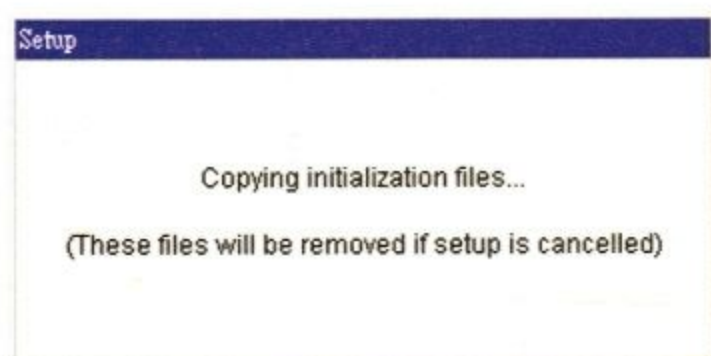 Setup
Copying initialization files...
(These files will be removed if setup is cancelled)